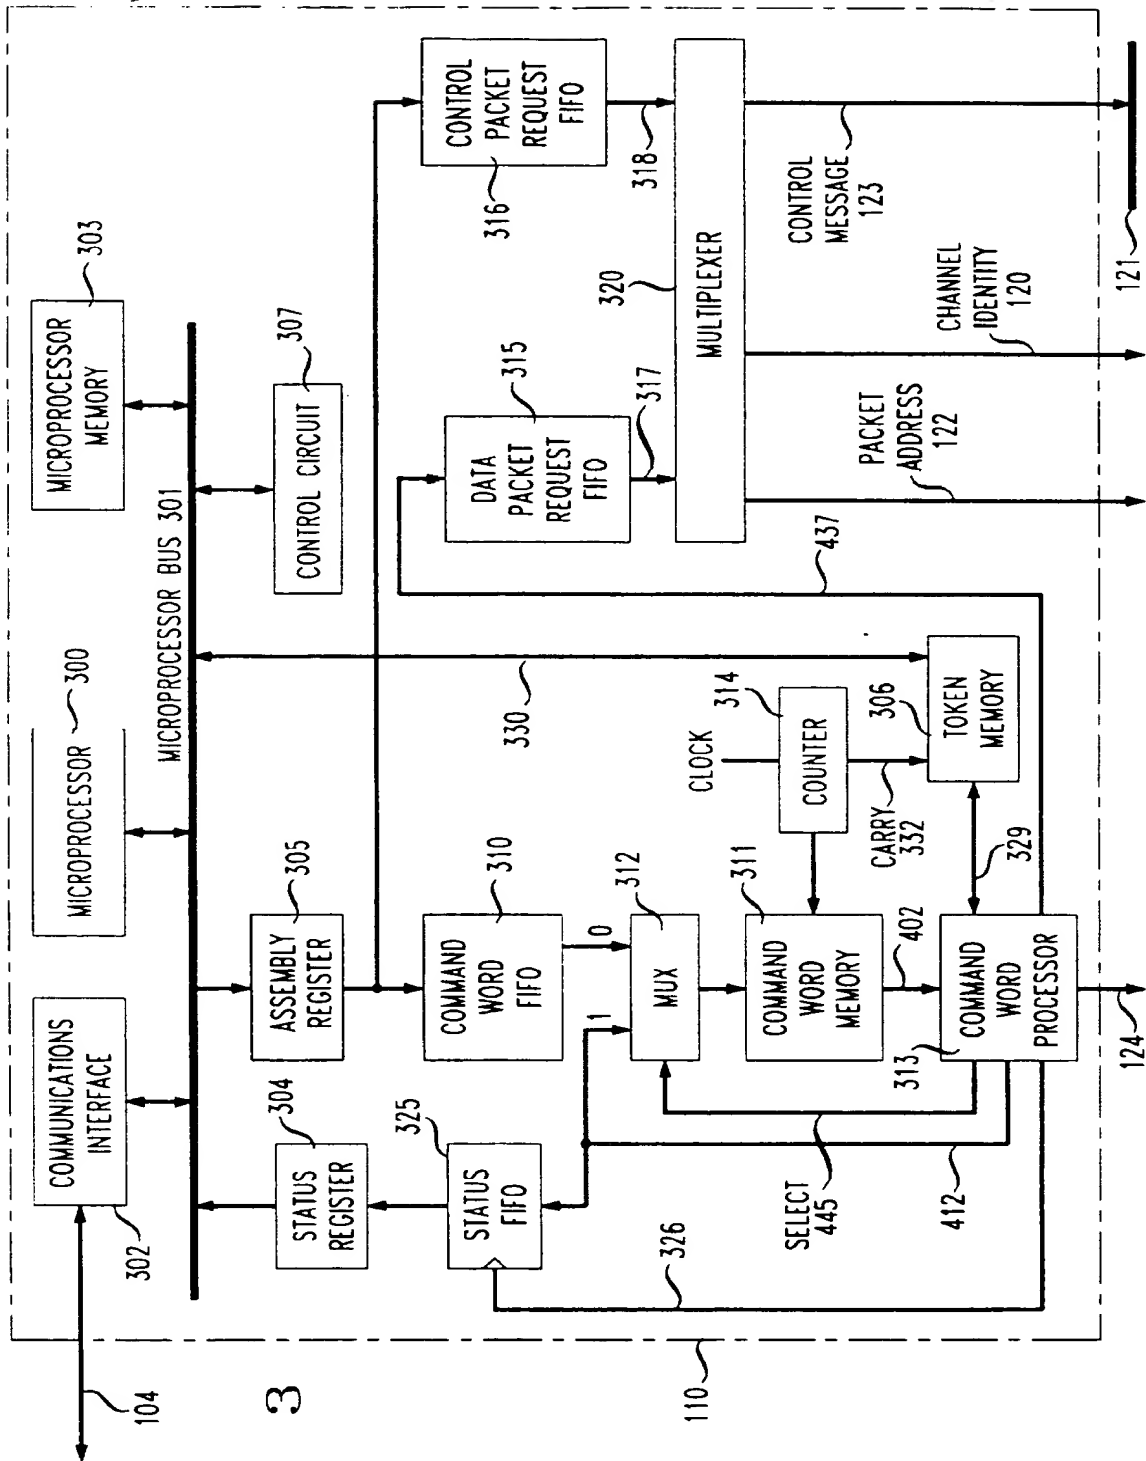 3
104
COMMUNICATIONS
INTERFACE
302
MICROPROCESSOR
300
MICROPROCESSOR
MEMORY
303
MICROPROCESSOR BUS 301
STATUS
REGISTER
304
ASSEMBLY
REGISTER
305
CONTROL CIRCUIT
307
STATUS
FIFO
325
COMMAND
WORD
FIFO
310
330
DATA
PACKET
REQUEST
FIFO
315
CONTROL
PACKET
REQUEST
FIFO
316
1
0
MUX
312
CLOCK
317
318
320
MULTIPLEXER
SELECT
445
COMMAND
WORD
MEMORY
311
COUNTER
314
326
412
402
CARRY
332
437
PACKET
ADDRESS
122
CHANNEL
IDENTITY
120
CONTROL
MESSAGE
123
313
COMMAND
WORD
PROCESSOR
329
TOKEN
MEMORY
306
110
124
121